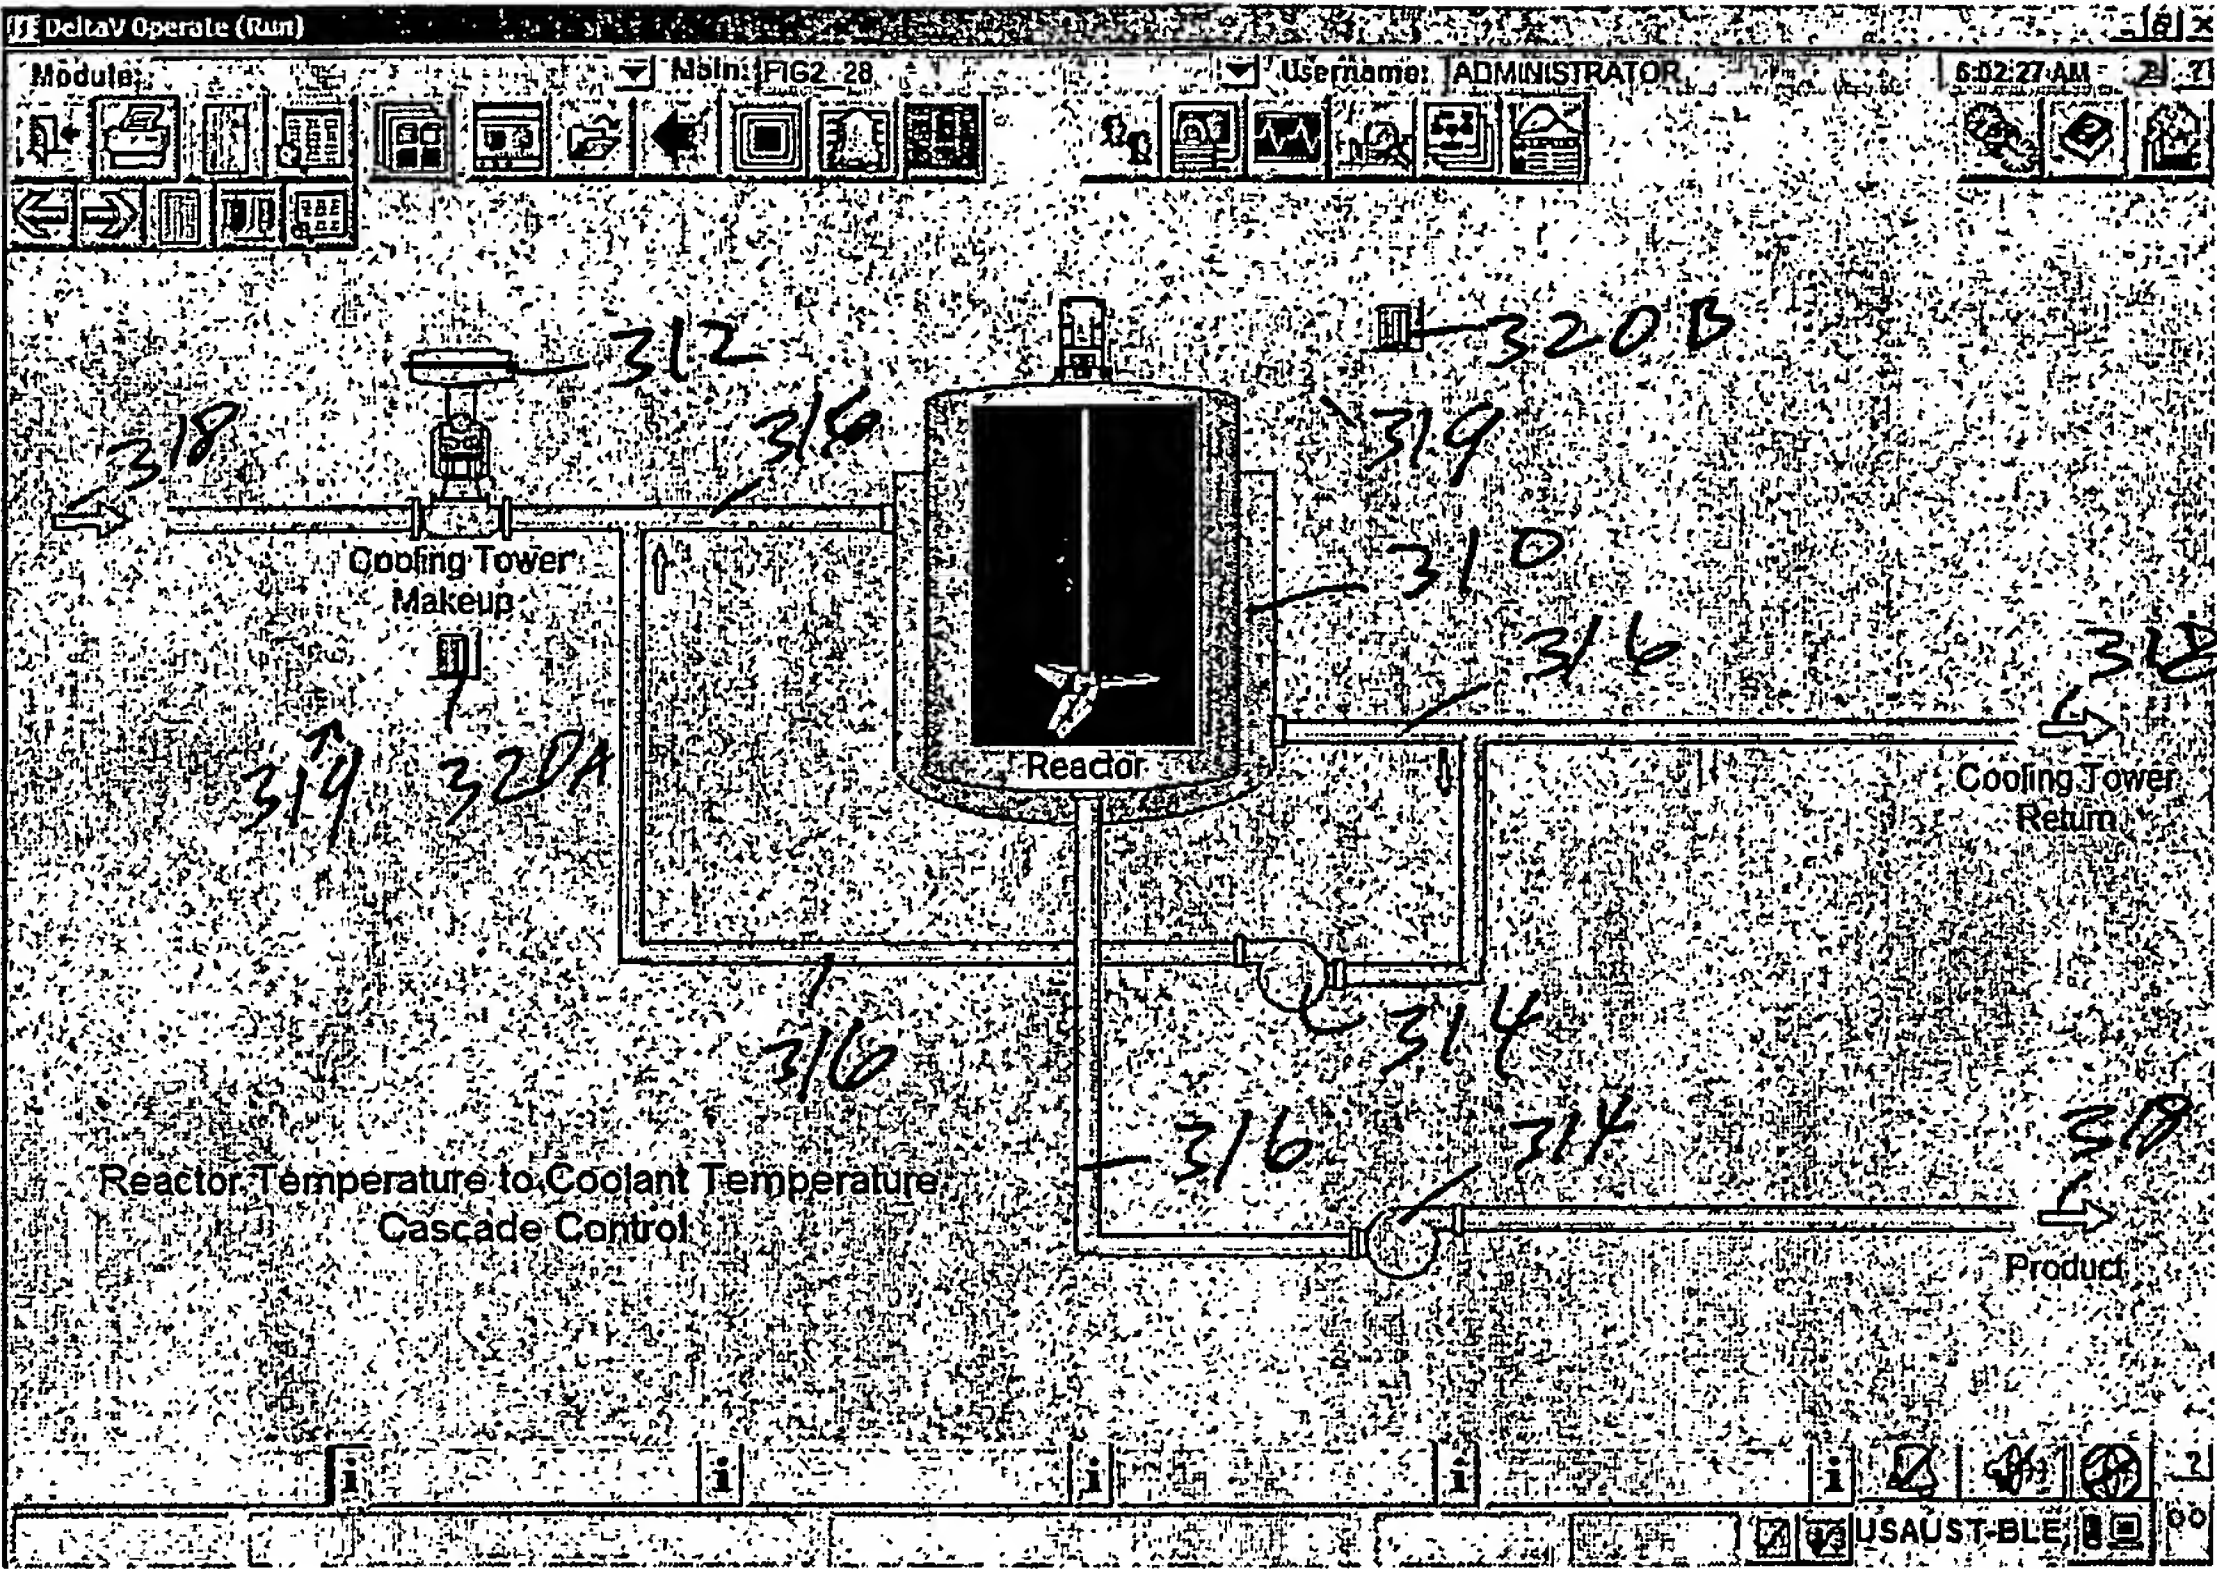 DeltaV Operate (Run)
Module: Main: FIG2_28 Username: ADMINISTRATOR 6:02:27 AM
312
320B
318
316
319
Cooling Tower
Makeup
310
316
318
319
320A
Reactor
Cooling Tower
Return
316
314
316
314
318
Reactor Temperature to Coolant Temperature
Cascade Control
Product
USAUST-BLE